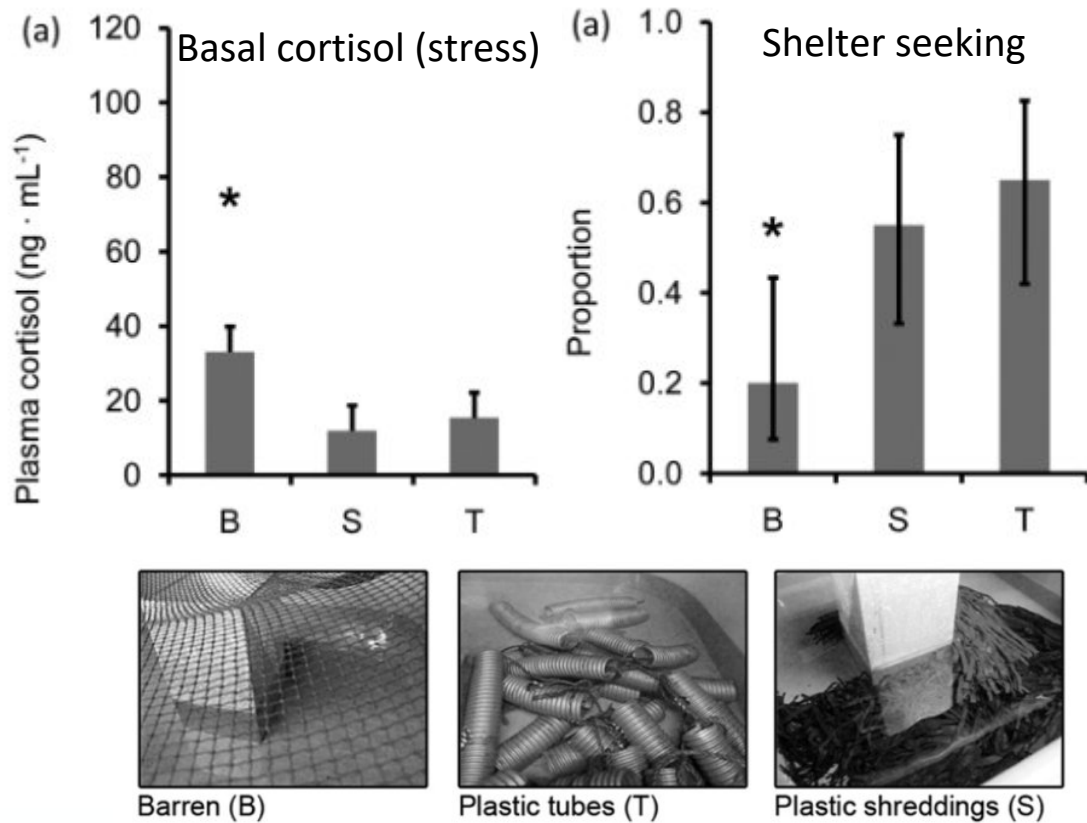 (a) Basal cortisol (stress)
Plasma cortisol (ng · mL-1)
120
100
80
60
40
20
0
*
B S T
(a) Shelter seeking
Proportion
1.0
0.8
0.6
0.4
0.2
0.0
*
B S T
Barren (B)
Plastic tubes (T)
Plastic shreddings (S)